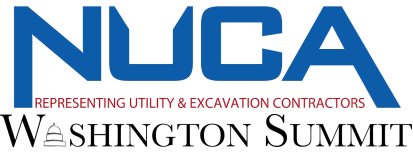 NUCA
REPRESENTING UTILITY & EXCAVATION CONTRACTORS
WASHINGTON SUMMIT